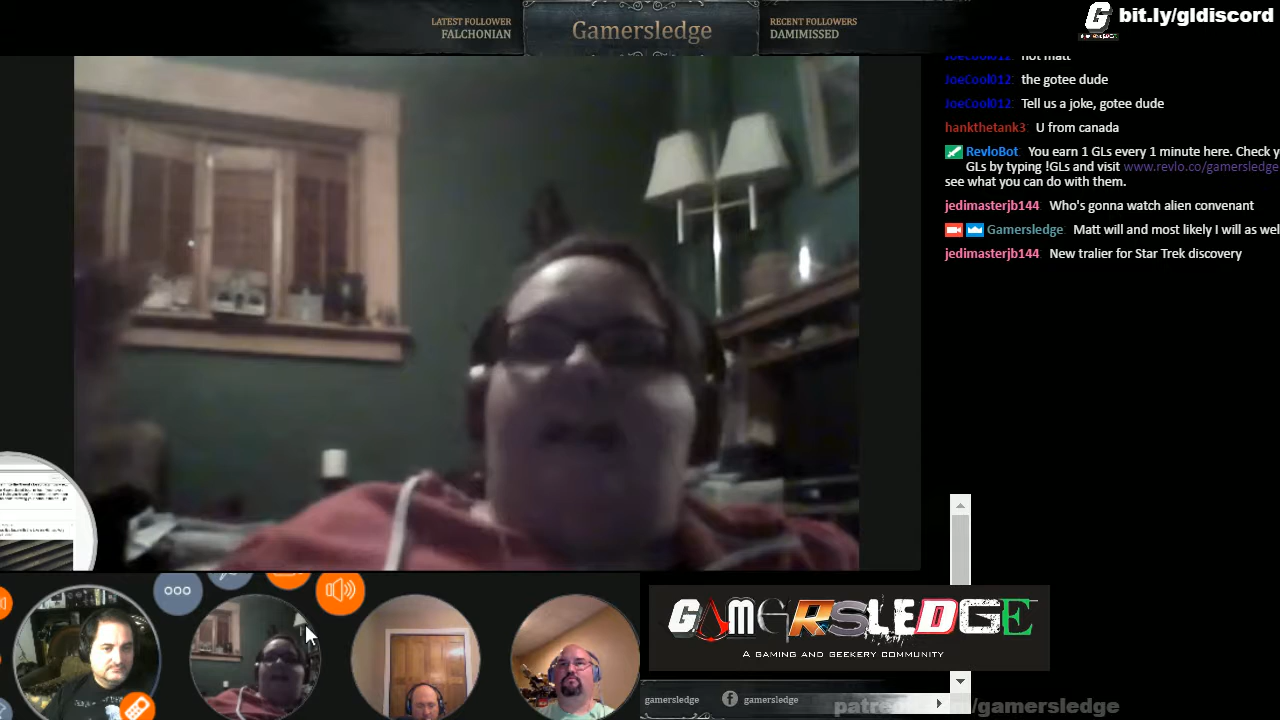 LATEST FOLLOWER
FALCHONIAN
Gamersledge
RECENT FOLLOWERS
DAMIMISSED
bit.ly/gldiscord
JoeCool012: not matt
JoeCool012: the gotee dude
JoeCool012: Tell us a joke, gotee dude
hankthetank3: U from canada
RevloBot: You earn 1 GLs every 1 minute here. Check y
GLs by typing !GLs and visit www.revlo.co/gamersledge
see what you can do with them.
jedimasterjb144: Who's gonna watch alien convenant
Gamersledge: Matt will and most likely I will as wel
jedimasterjb144: New tralier for Star Trek discovery
GAMERSLEDGE
A GAMING AND GEEKERY COMMUNITY
gamersledge
gamersledge
/gamersledge